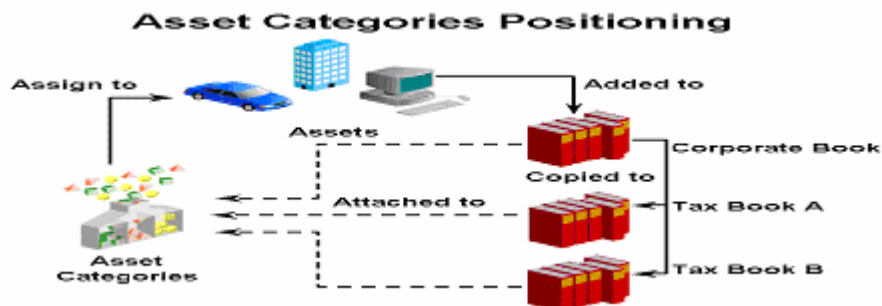 Asset Categories Positioning
Assign to
Added to
Assets
Corporate Book
Copied to
Attached to
Tax Book A
Asset
Categories
Tax Book B